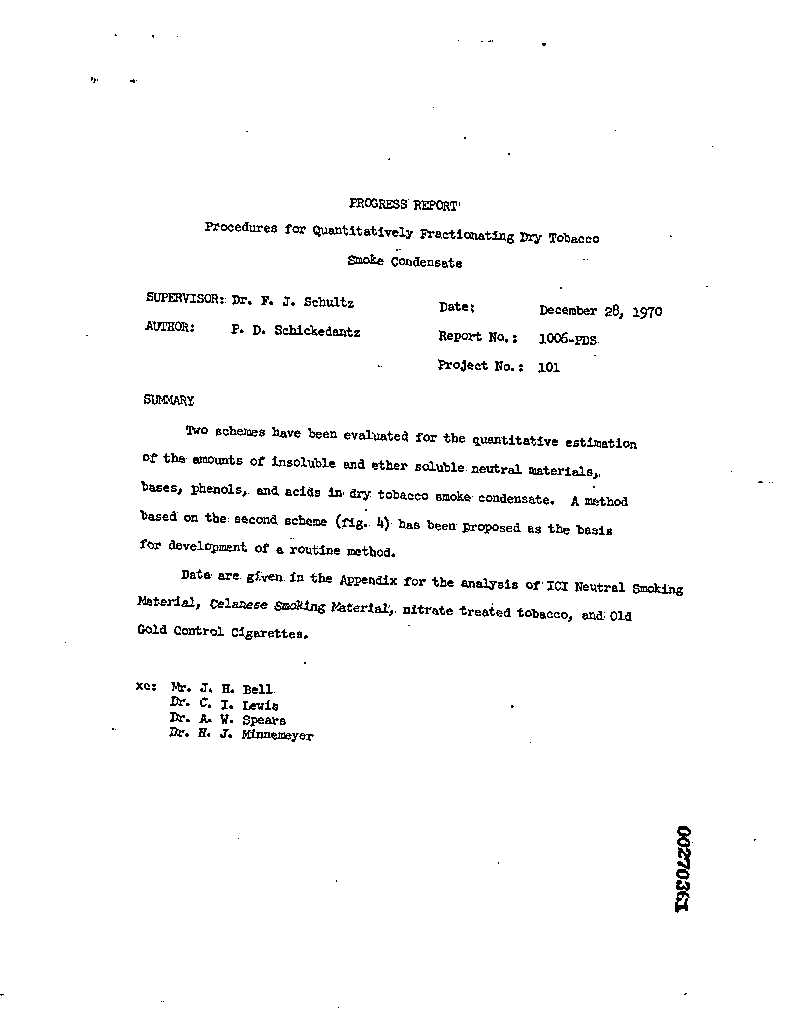 PROGRESS REPORT
Procedures for Quantitatively Fractionating Dry Tobacco
Smoke Condensate
SUPERVISOR: Dr. F. J. Schultz
Date: December 28, 1970
AUTHOR: P. D. Schickedantz
Report No.: 1006-PDS
Project No.: 101
SUMMARY
Two schemes have been evaluated for the quantitative estimation
of the amounts of insoluble and ether soluble neutral materials,
bases, phenols, and acids in dry tobacco smoke condensate. A method
based on the second scheme (fig. 4) has been proposed as the basis
for development of a routine method.
Data are given in the Appendix for the analysis of ICI Neutral Smoking
Material, Celanese Smoking Material, nitrate treated tobacco, and Old
Gold Control Cigarettes.
xc: Mr. J. H. Bell
Dr. C. I. Lewis
Dr. A. W. Spears
Dr. H. J. Minnemeyer
00270361